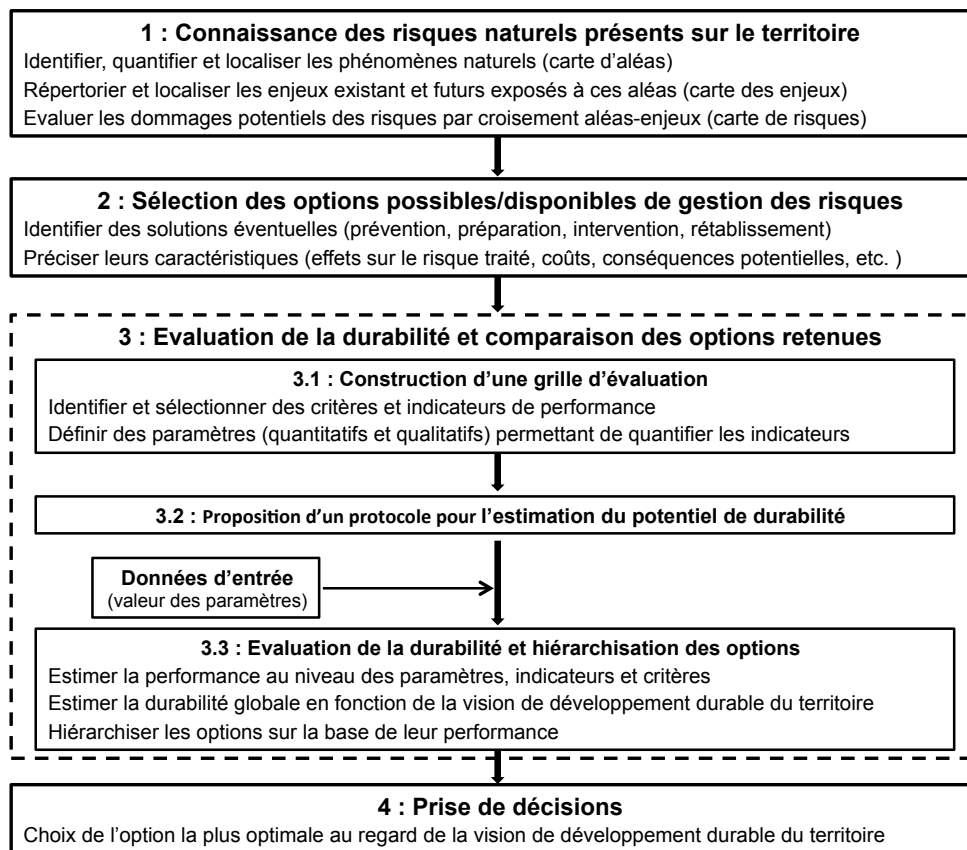 1 : Connaissance des risques naturels présents sur le territoire
Identifier, quantifier et localiser les phénomènes naturels (carte d’aléas)
Répertorier et localiser les enjeux existant et futurs exposés à ces aléas (carte des enjeux)
Evaluer les dommages potentiels des risques par croisement aléas-enjeux (carte de risques)
2 : Sélection des options possibles/disponibles de gestion des risques
Identifier des solutions éventuelles (prévention, préparation, intervention, rétablissement)
Préciser leurs caractéristiques (effets sur le risque traité, coûts, conséquences potentielles, etc. )
3 : Evaluation de la durabilité et comparaison des options retenues
3.1 : Construction d’une grille d’évaluation
Identifier et sélectionner des critères et indicateurs de performance
Définir des paramètres (quantitatifs et qualitatifs) permettant de quantifier les indicateurs
3.2 : Proposition d’un protocole pour l’estimation du potentiel de durabilité
Données d’entrée
(valeur des paramètres)
3.3 : Evaluation de la durabilité et hiérarchisation des options
Estimer la performance au niveau des paramètres, indicateurs et critères
Estimer la durabilité globale en fonction de la vision de développement durable du territoire
Hiérarchiser les options sur la base de leur performance
4 : Prise de décisions
Choix de l’option la plus optimale au regard de la vision de développement durable du territoire